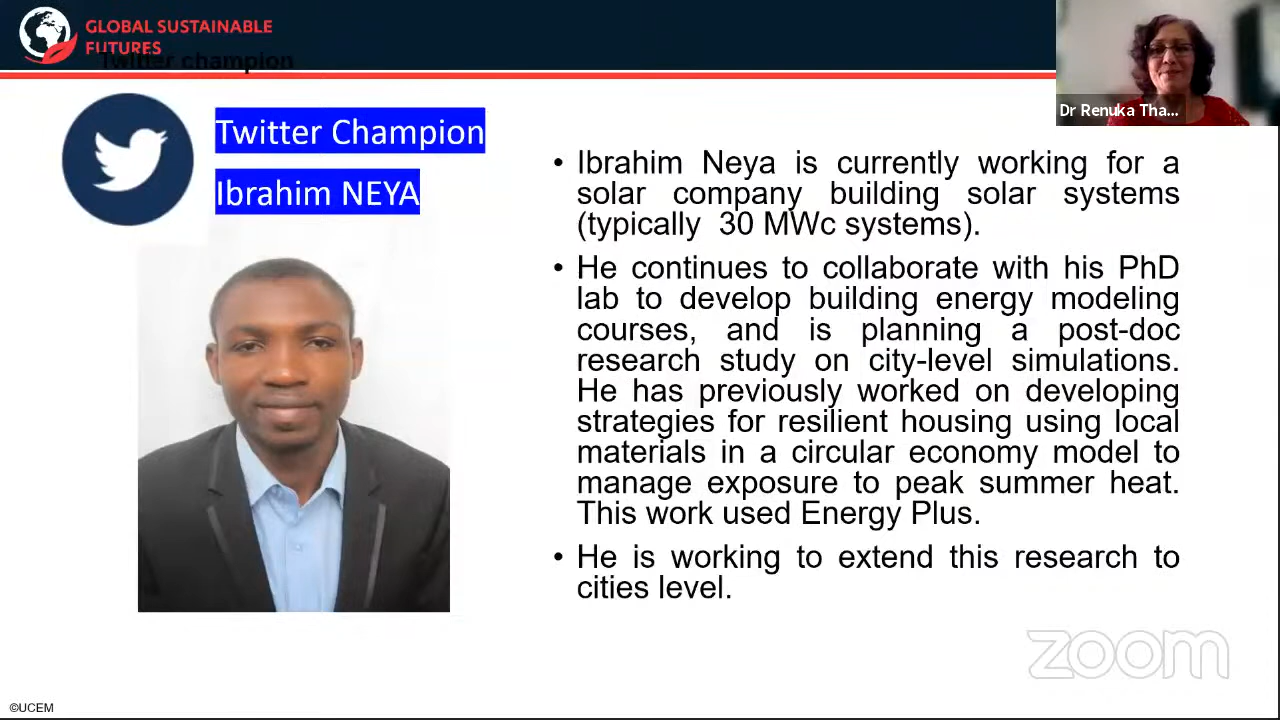 GLOBAL SUSTAINABLE
FUTURES
Twitter champion
Dr Renuka Tha...
Twitter Champion
Ibrahim NEYA
• Ibrahim Neya is currently working for a
solar company building solar systems
(typically 30 MWc systems).
• He continues to collaborate with his PhD
lab to develop building energy modeling
courses, and is planning a post-doc
research study on city-level simulations.
He has previously worked on developing
strategies for resilient housing using local
materials in a circular economy model to
manage exposure to peak summer heat.
This work used Energy Plus.
• He is working to extend this research to
cities level.
zoom
©UCEM